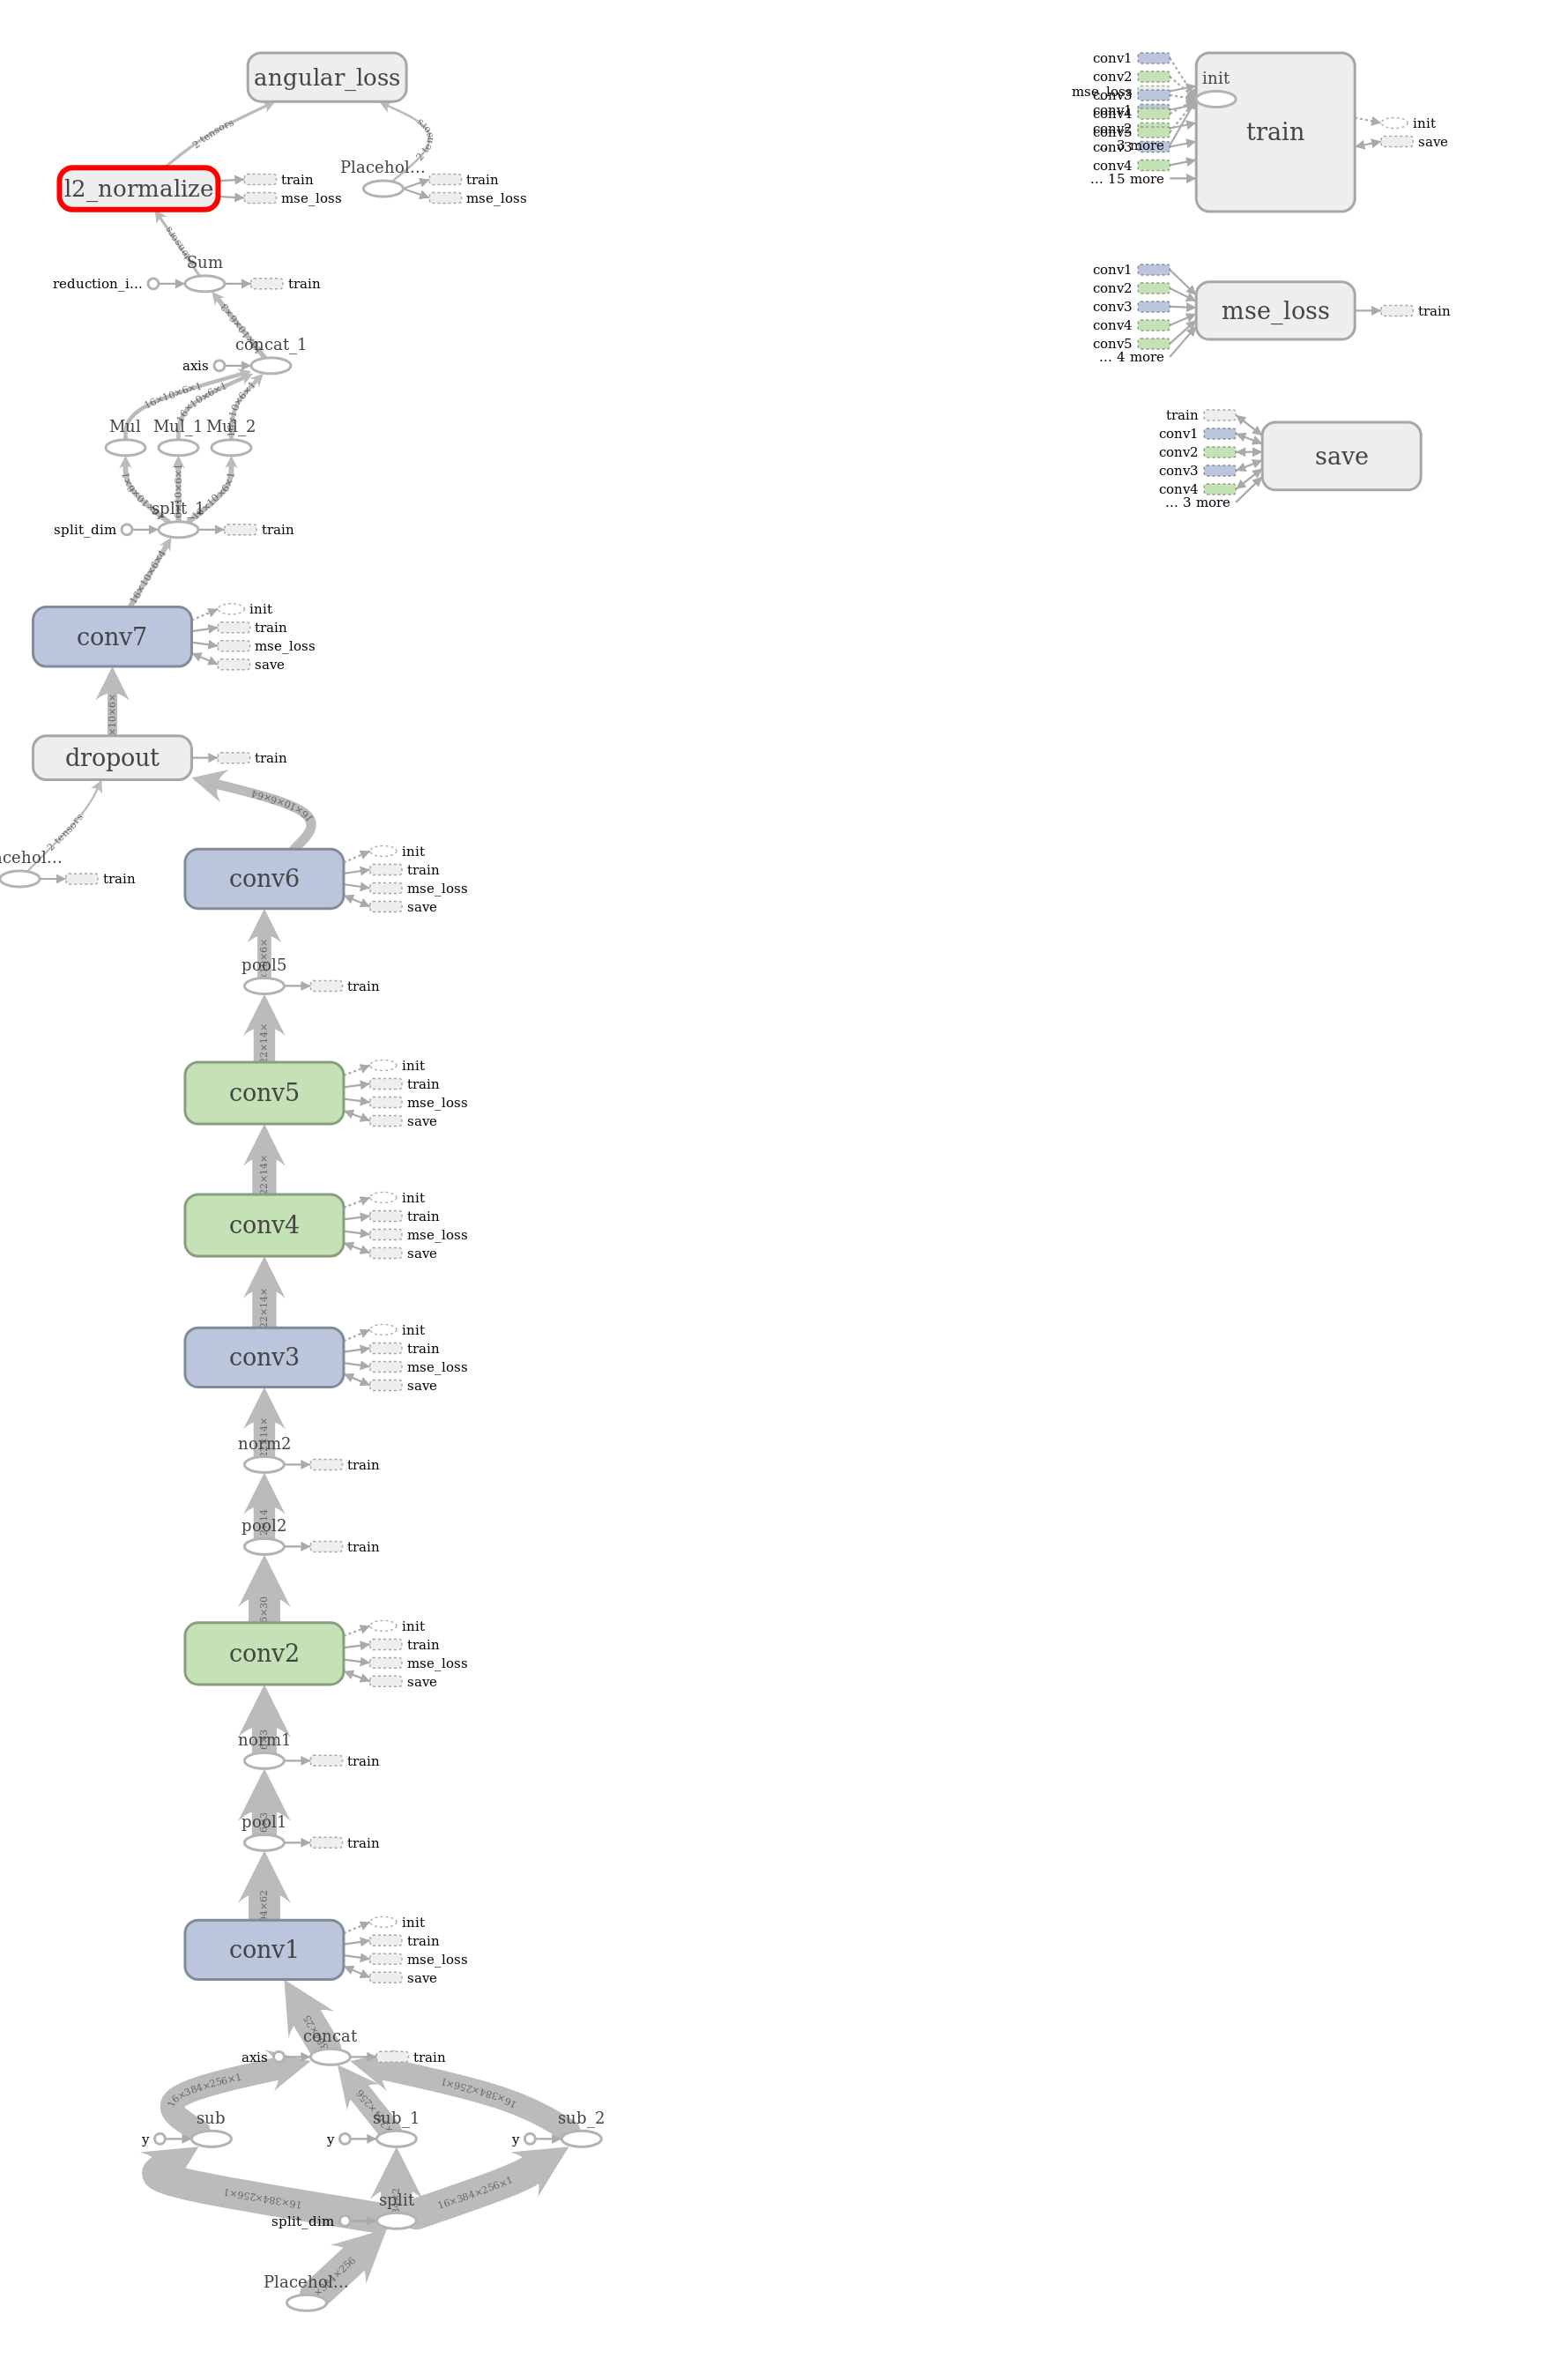 angular_loss
2 tensors
2 tensors
l2_normalize
train
mse_loss
Placehol...
train
mse_loss
Sum
reduction_i...
train
concat_1
axis
16×10×6×1
16×10×6×1
Mul
Mul_1
Mul_2
split_1
split_dim
train
16×10×6×4
conv7
init
train
mse_loss
save
×10×6×
dropout
train
16×10×6×64
2 tensors
acehol...
train
conv6
init
train
mse_loss
save
pool5
train
22×14×
conv5
init
train
mse_loss
save
22×14×
conv4
init
train
mse_loss
save
22×14×
conv3
init
train
mse_loss
save
norm2
train
pool2
train
6×30
conv2
init
train
mse_loss
save
norm1
train
pool1
train
94×62
conv1
init
train
mse_loss
save
concat
axis
train
16×384×256×1
16×384×256×1
sub
y
sub_1
y
sub_2
y
16×384×256×1
16×384×256×1
split
split_dim
Placehol...
conv1
conv2
mse_loss
conv3
conv1
conv4
conv2
conv5
... 3 more
conv3
conv4
... 15 more
init
train
init
save
conv1
conv2
conv3
conv4
conv5
... 4 more
mse_loss
train
train
conv1
conv2
conv3
conv4
... 3 more
save